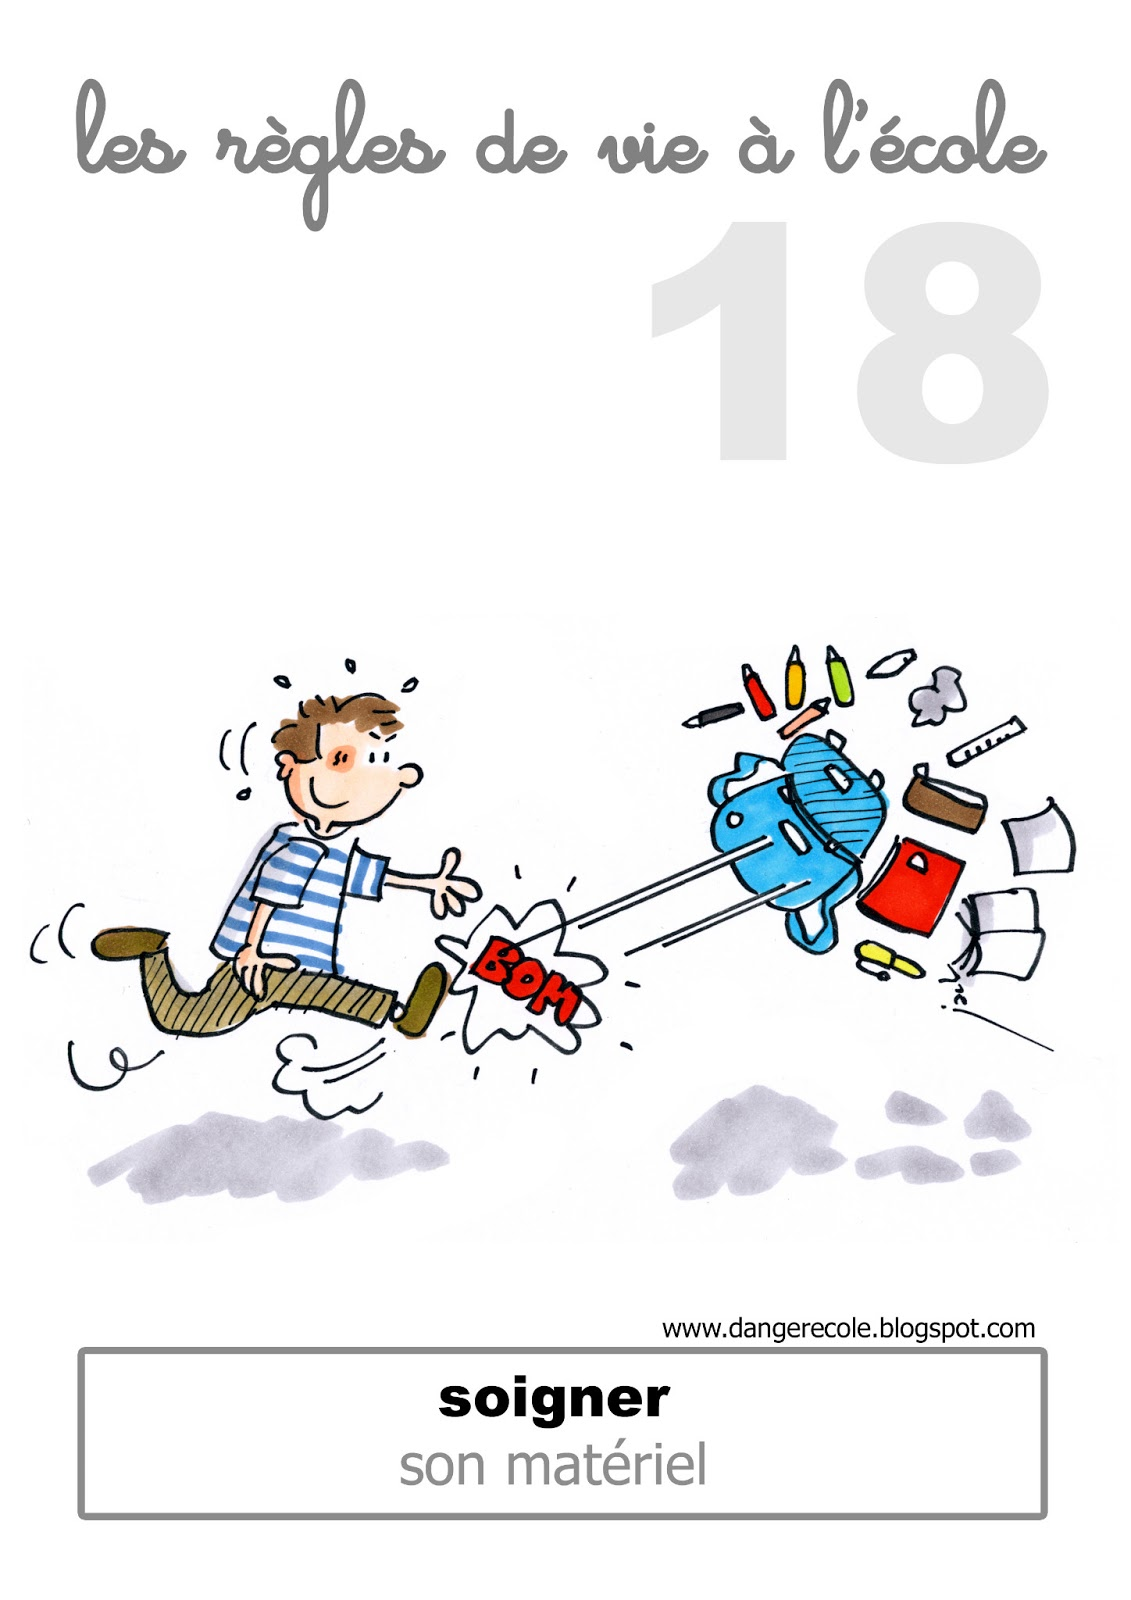 les règles de vie à l'école
18
BOM
www.dangerecole.blogspot.com
soigner
son matériel